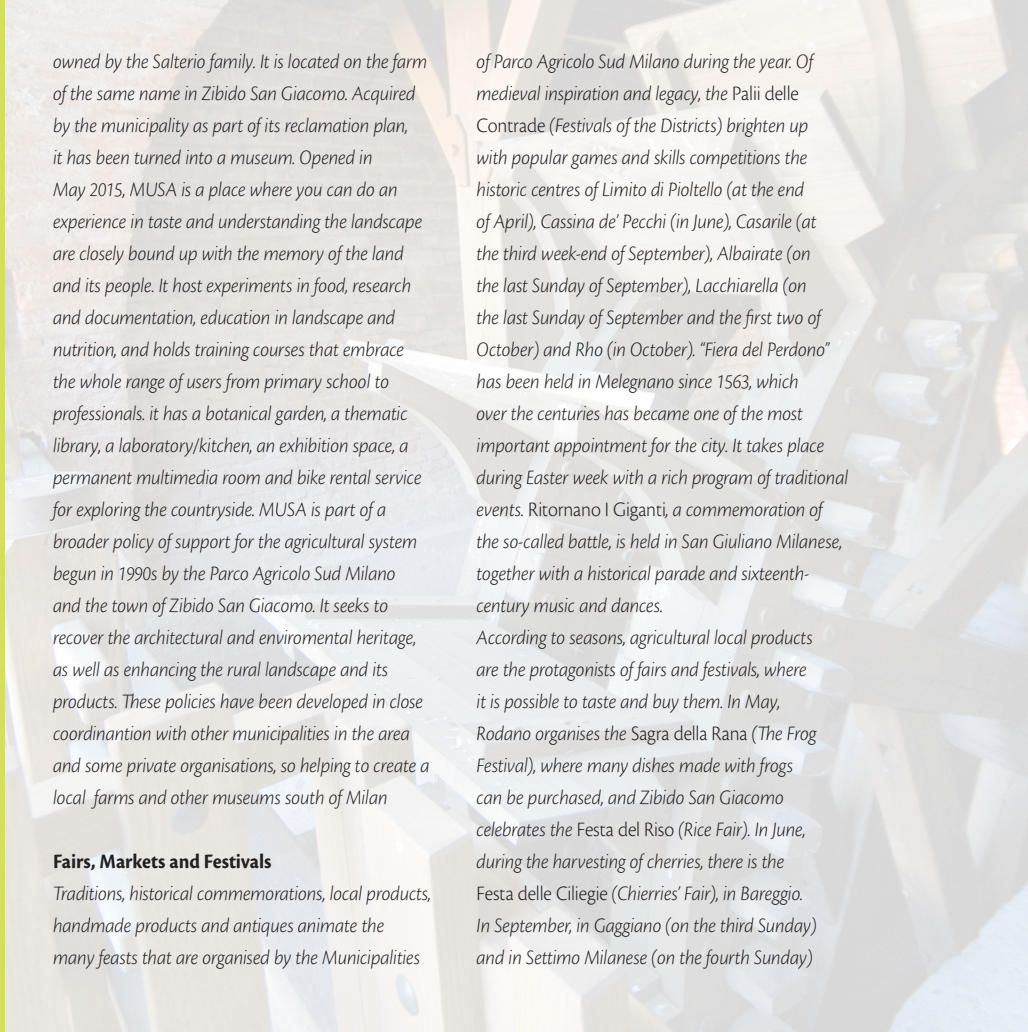 owned by the Salterio family. It is located on the farm
of the same name in Zibido San Giacomo. Acquired
by the municipality as part of its reclamation plan,
it has been turned into a museum. Opened in
May 2015, MUSA is a place where you can do an
experience in taste and understanding the landscape
are closely bound up with the memory of the land
and its people. It host experiments in food, research
and documentation, education in landscape and
nutrition, and holds training courses that embrace
the whole range of users from primary school to
professionals. it has a botanical garden, a thematic
library, a laboratory/kitchen, an exhibition space, a
permanent multimedia room and bike rental service
for exploring the countryside. MUSA is part of a
broader policy of support for the agricultural system
begun in 1990s by the Parco Agricolo Sud Milano
and the town of Zibido San Giacomo. It seeks to
recover the architectural and enviromental heritage,
as well as enhancing the rural landscape and its
products. These policies have been developed in close
coordinantion with other municipalities in the area
and some private organisations, so helping to create a
local farms and other museums south of Milan
Fairs, Markets and Festivals
Traditions, historical commemorations, local products,
handmade products and antiques animate the
many feasts that are organised by the Municipalities
of Parco Agricolo Sud Milano during the year. Of
medieval inspiration and legacy, the Palii delle
Contrade (Festivals of the Districts) brighten up
with popular games and skills competitions the
historic centres of Limito di Pioltello (at the end
of April), Cassina de' Pecchi (in June), Casarile (at
the third week-end of September), Albairate (on
the last Sunday of September), Lacchiarella (on
the last Sunday of September and the first two of
October) and Rho (in October). "Fiera del Perdono"
has been held in Melegnano since 1563, which
over the centuries has became one of the most
important appointment for the city. It takes place
during Easter week with a rich program of traditional
events. Ritornano I Giganti, a commemoration of
the so-called battle, is held in San Giuliano Milanese,
together with a historical parade and sixteenth-
century music and dances.
According to seasons, agricultural local products
are the protagonists of fairs and festivals, where
it is possible to taste and buy them. In May,
Rodano organises the Sagra della Rana (The Frog
Festival), where many dishes made with frogs
can be purchased, and Zibido San Giacomo
celebrates the Festa del Riso (Rice Fair). In June,
during the harvesting of cherries, there is the
Festa delle Ciliegie (Chierries' Fair), in Bareggio.
In September, in Gaggiano (on the third Sunday)
and in Settimo Milanese (on the fourth Sunday)